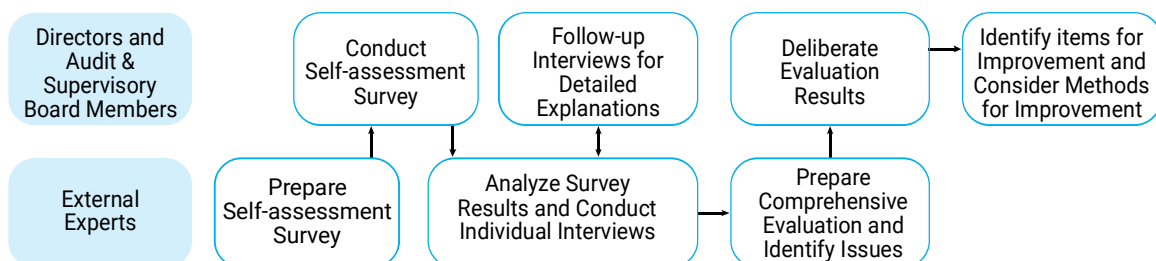 Directors and
Audit &
Supervisory
Board Members
Conduct
Self-assessment
Survey
Follow-up
Interviews for
Detailed
Explanations
Deliberate
Evaluation
Results
Identify items for
Improvement and
Consider Methods
for Improvement
External
Experts
Prepare
Self-assessment
Survey
Analyze Survey
Results and Conduct
Individual Interviews
Prepare
Comprehensive
Evaluation and
Identify Issues